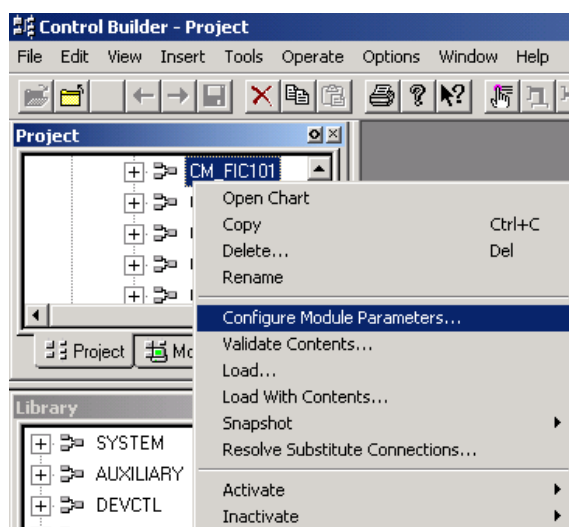 Control Builder - Project
File Edit View Insert Tools Operate Options Window Help
Project
CM_FIC101
Open Chart
Copy Ctrl+C
Delete... Del
Rename
Configure Module Parameters...
Validate Contents...
Load...
Load With Contents...
Snapshot
Resolve Substitute Connections...
Activate
Inactivate
Project
Library
SYSTEM
AUXILIARY
DEVCTL